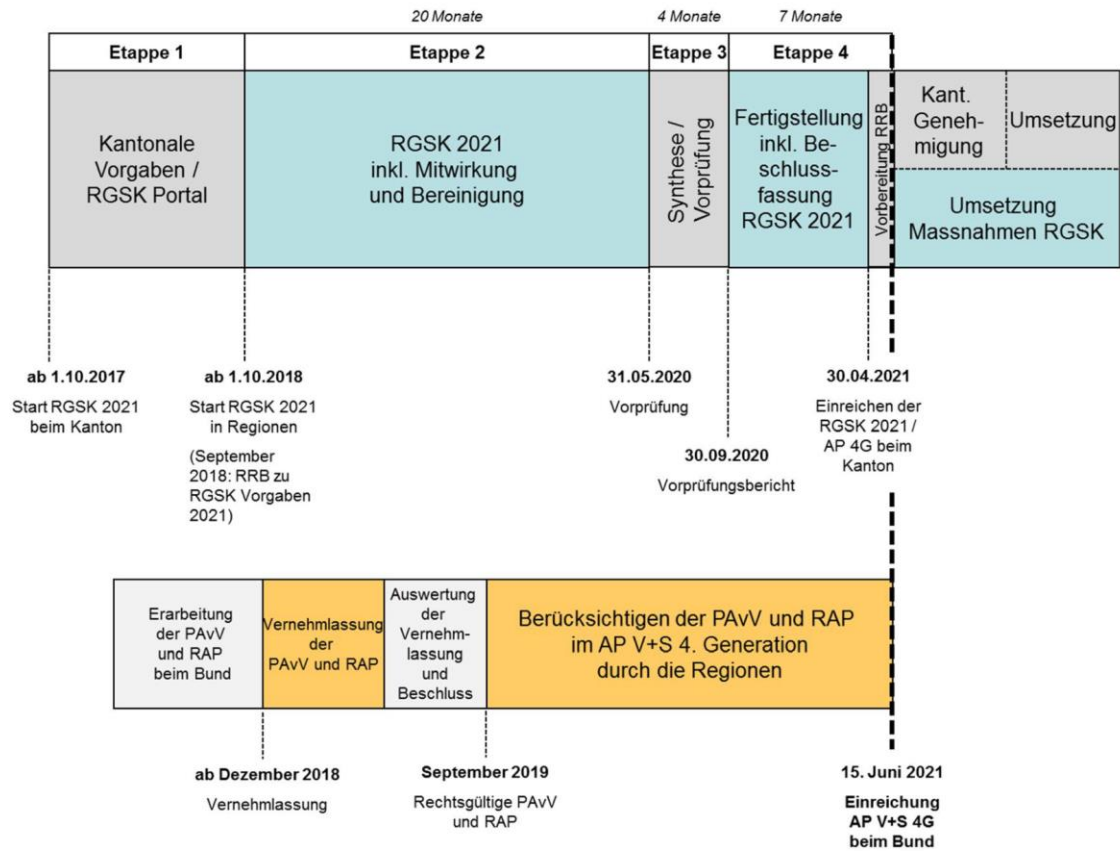 20 Monate
4 Monate
7 Monate
Etappe 1
Etappe 2
Etappe 3
Etappe 4
Kantonale
Vorgaben /
RGSK Portal
RGSK 2021
inkl. Mitwirkung
und Bereinigung
Synthese /
Vorprüfung
Fertigstellung
inkl. Be-
schluss-
fassung
RGSK 2021
Vorbereitung RRB
Kant.
Geneh-
migung
Umsetzung
Umsetzung
Massnahmen RGSK
ab 1.10.2017
Start RGSK 2021
beim Kanton
ab 1.10.2018
Start RGSK 2021
in Regionen
(September
2018: RRB zu
RGSK Vorgaben
2021)
31.05.2020
Vorprüfung
30.09.2020
Vorprüfungsbericht
30.04.2021
Einreichen der
RGSK 2021 /
AP 4G beim
Kanton
Erarbeitung
der PAvV
und RAP
beim Bund
Vernehmlassung
der
PAvV und RAP
Auswertung
der
Vernehm-
lassung
und
Beschluss
Berücksichtigen der PAvV und RAP
im AP V+S 4. Generation
durch die Regionen
ab Dezember 2018
Vernehmlassung
September 2019
Rechtsgültige PAvV
und RAP
15. Juni 2021
Einreichung
AP V+S 4G
beim Bund